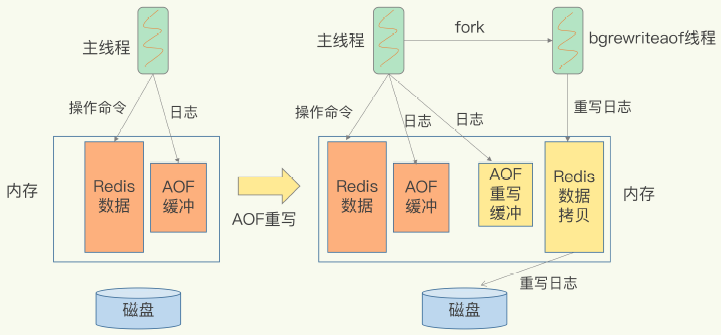 主线程
操作命令
日志
内存
Redis
数据
AOF
缓冲
磁盘
AOF重写
主线程
fork
bgrewriteaof线程
操作命令
日志
日志
重写日志
Redis
数据
AOF
缓冲
AOF
重写
缓冲
Redis
数据
拷贝
内存
重写日志
磁盘